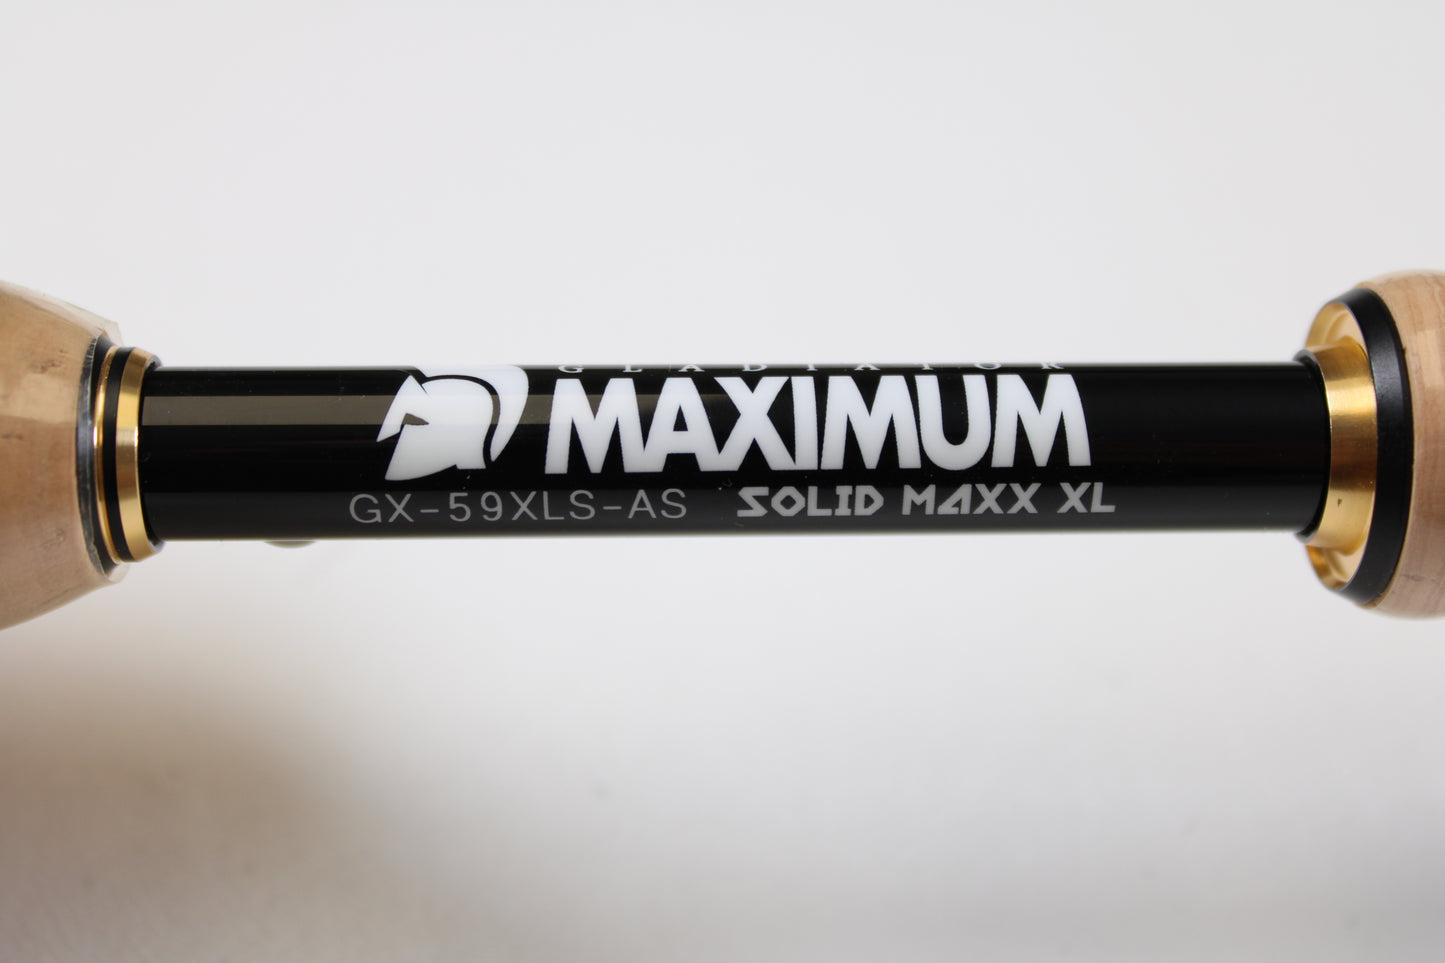 GLADIATOR
MAXIMUM
GX-59XLS-AS SOLID MAXX XL